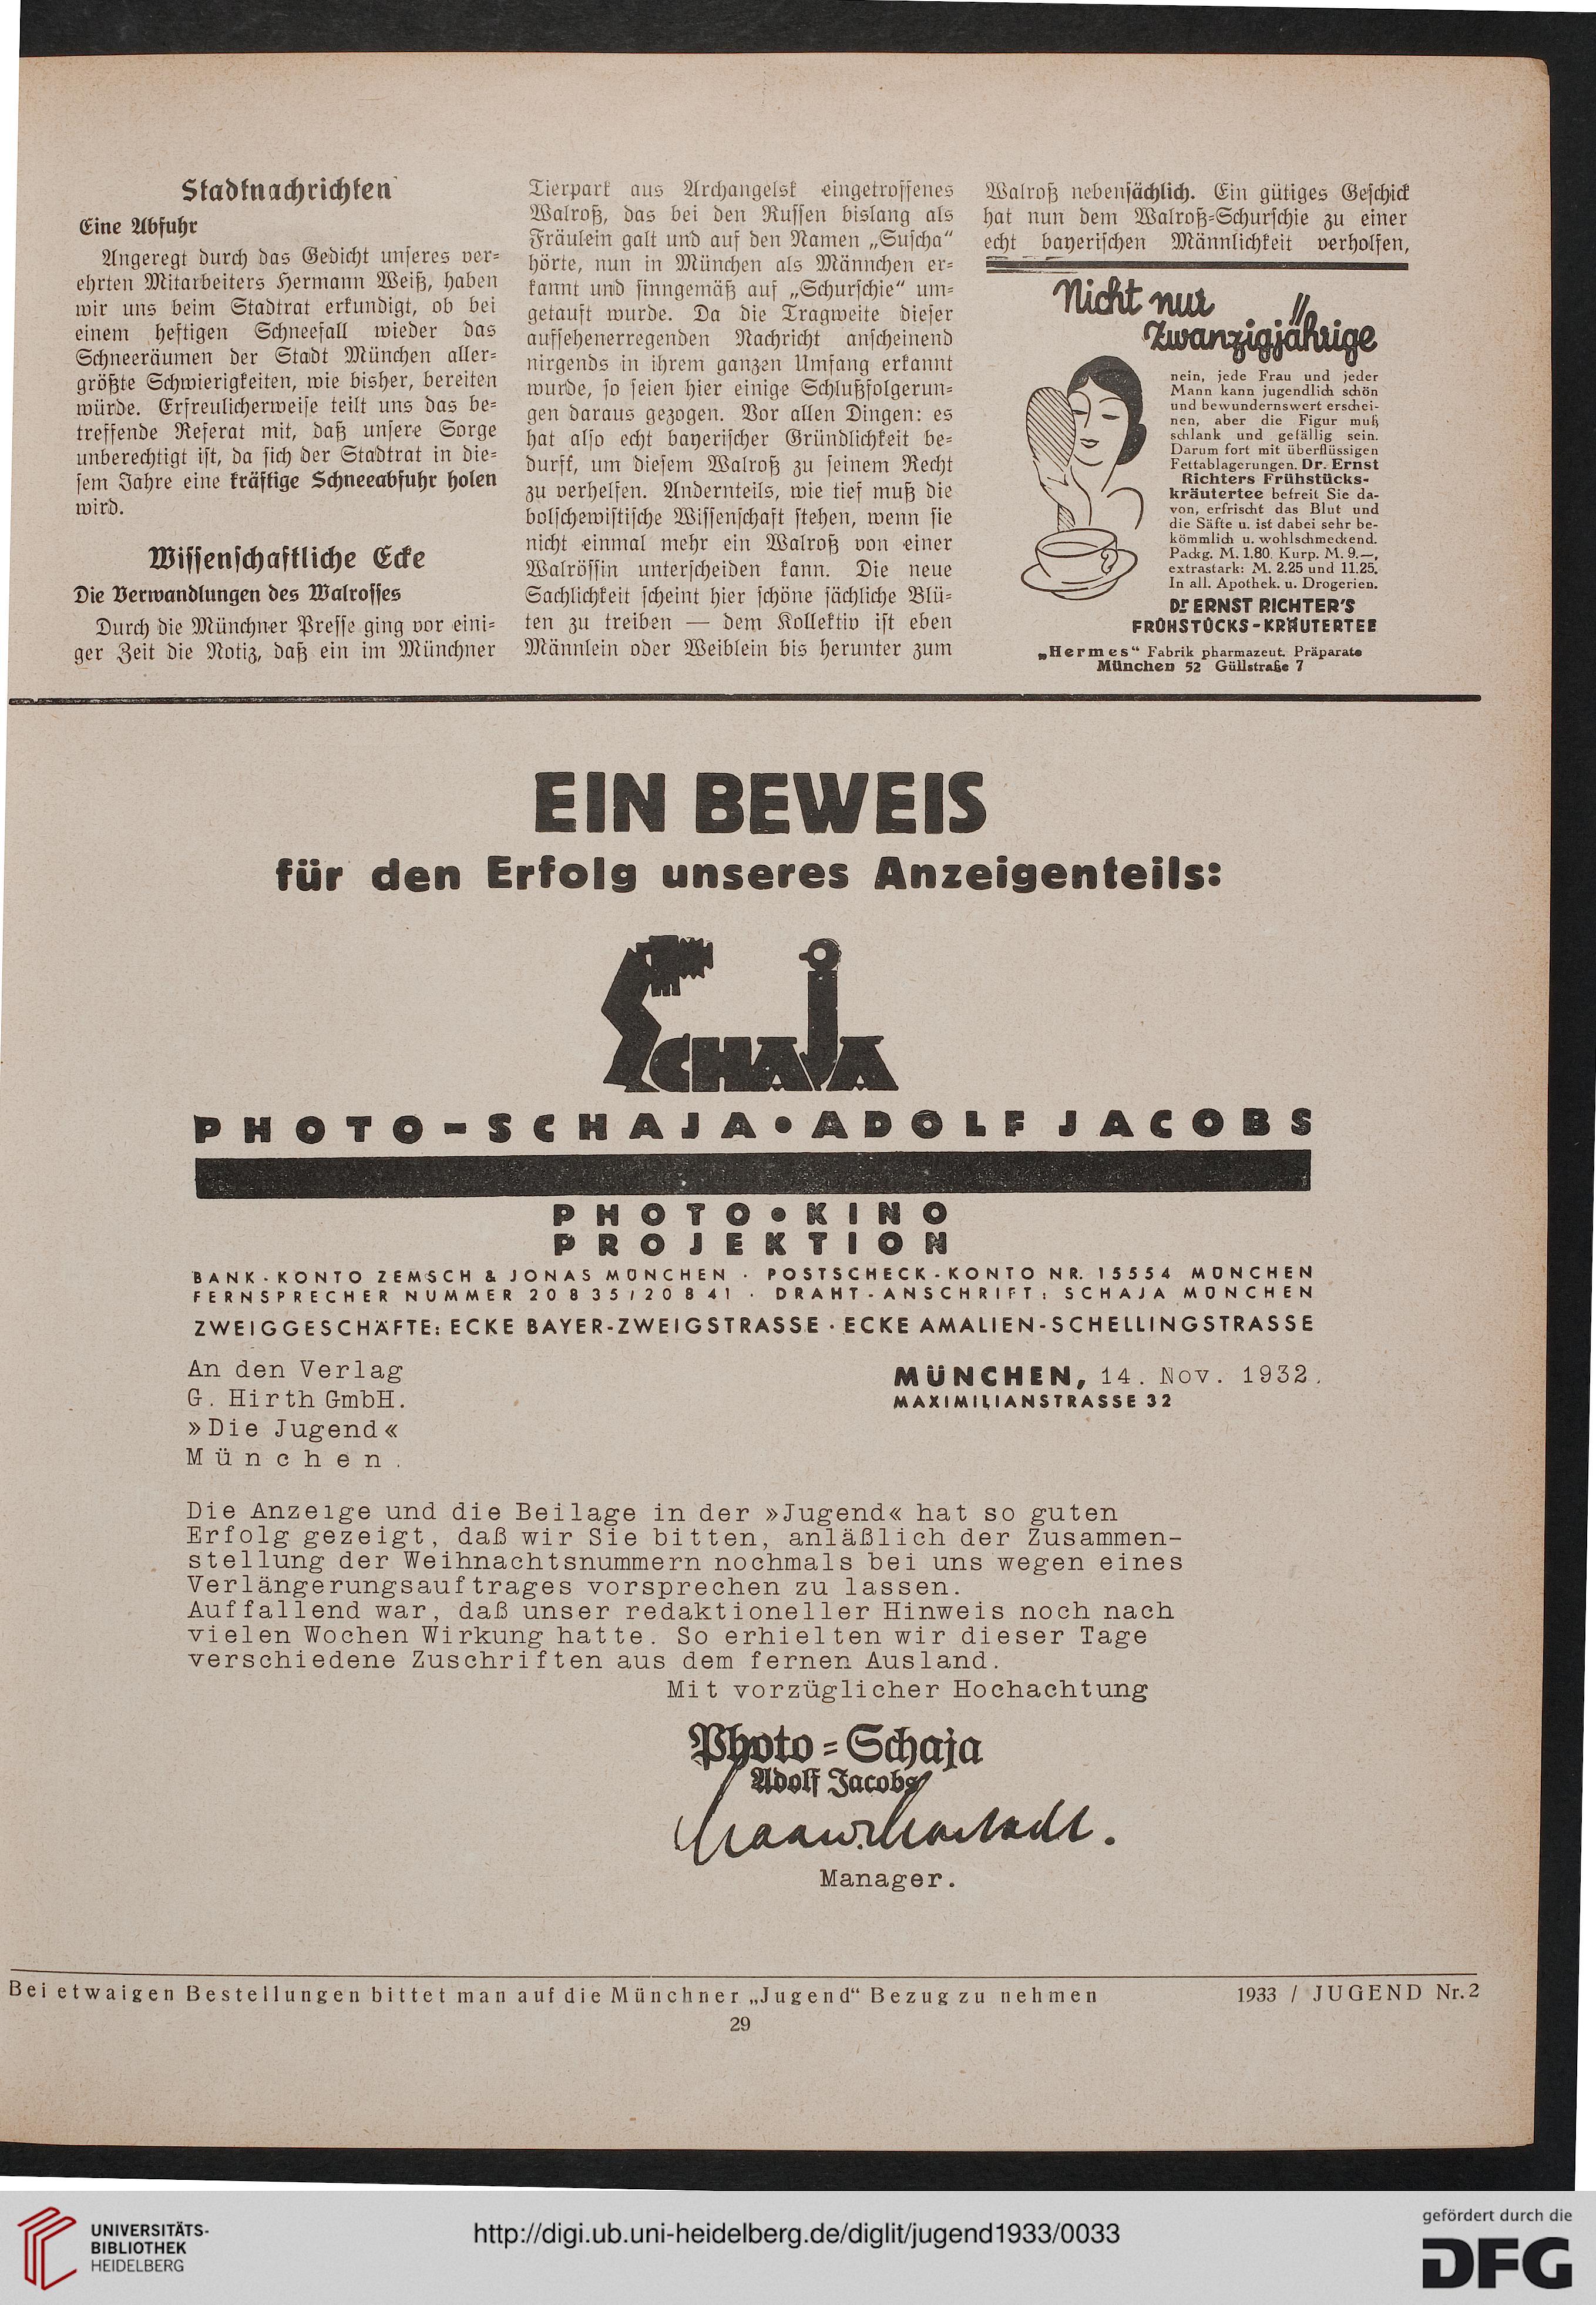 Stadtnachrichten
Eine Abfuhr
Angeregt durch das Gedicht unseres ver-
ehrten Mitarbeiters Hermann Weiß, haben
wir uns beim Stadtrat erkundigt, ob bei
einem heftigen Schneefall wieder das
Schneeräumen der Stadt München aller-
größte Schwierigkeiten, wie bisher, bereiten
würde. Erfreulicherweise teilt uns das be-
treffende Referat mit, daß unsere Sorge
unberechtigt ist, da sich der Stadtrat in die-
sem Jahre eine kräftige Schneeabfuhr holen
wird.
Wissenschaftliche Ecke
Die Verwandlungen des Walrosses
Durch die Münchner Presse ging vor eini-
ger Zeit die Notiz, daß ein im Münchner
Tierpark aus Archangelsk eingetroffenes
Walroß, das bei den Russen bislang als
Fräulein galt und auf den Namen „Suscha“
hörte, nun in München als Männchen er-
kannt und sinngemäß auf „Schurschie“ um-
getauft wurde. Da die Tragweite dieser
aufsehenerregenden Nachricht anscheinend
nirgends in ihrem ganzen Umfang erkannt
wurde, so seien hier einige Schlußfolgerun-
gen daraus gezogen. Vor allen Dingen: es
hat also echt bayerischer Gründlichkeit be-
durft, um diesem Walroß zu seinem Recht
zu verhelfen. Andernteils, wie tief muß die
bolschewistische Wissenschaft stehen, wenn sie
nicht einmal mehr ein Walroß von einer
Walrössin unterscheiden kann. Die neue
Sachlichkeit scheint hier schöne sächliche Blü-
ten zu treiben — dem Kollektiv ist eben
Männlein oder Weiblein bis herunter zum
Walroß nebensächlich. Ein gütiges Geschick
hat nun dem Walroß-Schurschie zu einer
echt bayerischen Männlichkeit verholfen,
Nicht nur
Zwanzigjährige
nein, jede Frau und jeder
Mann kann jugendlich schön
und bewundernswert erschei-
nen, aber die Figur muß
schlank und gefällig sein.
Darum fort mit überflüssigen
Fettablagerungen. Dr. Ernst
Richters Frühstücks-
kräutertee befreit Sie da-
von, erfrischt das Blut und
die Säfte u. ist dabei sehr be-
kömmlich u. wohlschmeckend.
Packg. M. 1.80. Kurp. M. 9.—,
extrastark: M. 2.25 und 11.25.
In all. Apothek. u. Drogerien.
Dr. ERNST RICHTER'S
FRÜHSTÜCKS-KRÄUTERTEE
„Hermes“ Fabrik pharmazeut. Präparate
München 52 Güllstraße 7
EIN BEWEIS
für den Erfolg unseres Anzeigenteils:
SCHAJA
PHOTO-SCHAJA • ADOLF JACOBS
PHOTO • KINO
PROJEKTION
BANK-KONTO ZEMSCH & JONAS MÜNCHEN · POSTSCHECK-KONTO NR. 15554 MÜNCHEN
FERNSPRECHER NUMMER 20835/20841 · DRAHT-ANSCHRIFT: SCHAJA MÜNCHEN
ZWEIGGESCHÄFTE: ECKE BAYER-ZWEIGSTRASSE · ECKE AMALIEN-SCHELLINGSTRASSE
An den Verlag
G. Hirth GmbH.
»Die Jugend«
München.
MÜNCHEN, 14. Nov. 1932.
MAXIMILIANSTRASSE 32
Die Anzeige und die Beilage in der »Jugend« hat so guten
Erfolg gezeigt, daß wir Sie bitten, anläßlich der Zusammen-
stellung der Weihnachtsnummern nochmals bei uns wegen eines
Verlängerungsauftrages vorsprechen zu lassen.
Auffallend war, daß unser redaktioneller Hinweis noch nach
vielen Wochen Wirkung hatte. So erhielten wir dieser Tage
verschiedene Zuschriften aus dem fernen Ausland.
Mit vorzüglicher Hochachtung
Photo=Schaja
Adolf Jacobs
Manager.
Bei etwaigen Bestellungen bittet man auf die Münchner „Jugend“ Bezug zu nehmen
1933 / JUGEND Nr. 2
29
UNIVERSITÄTS-
BIBLIOTHEK
HEIDELBERG
http://digi.ub.uni-heidelberg.de/diglit/jugend1933/0033
gefördert durch die
DFG